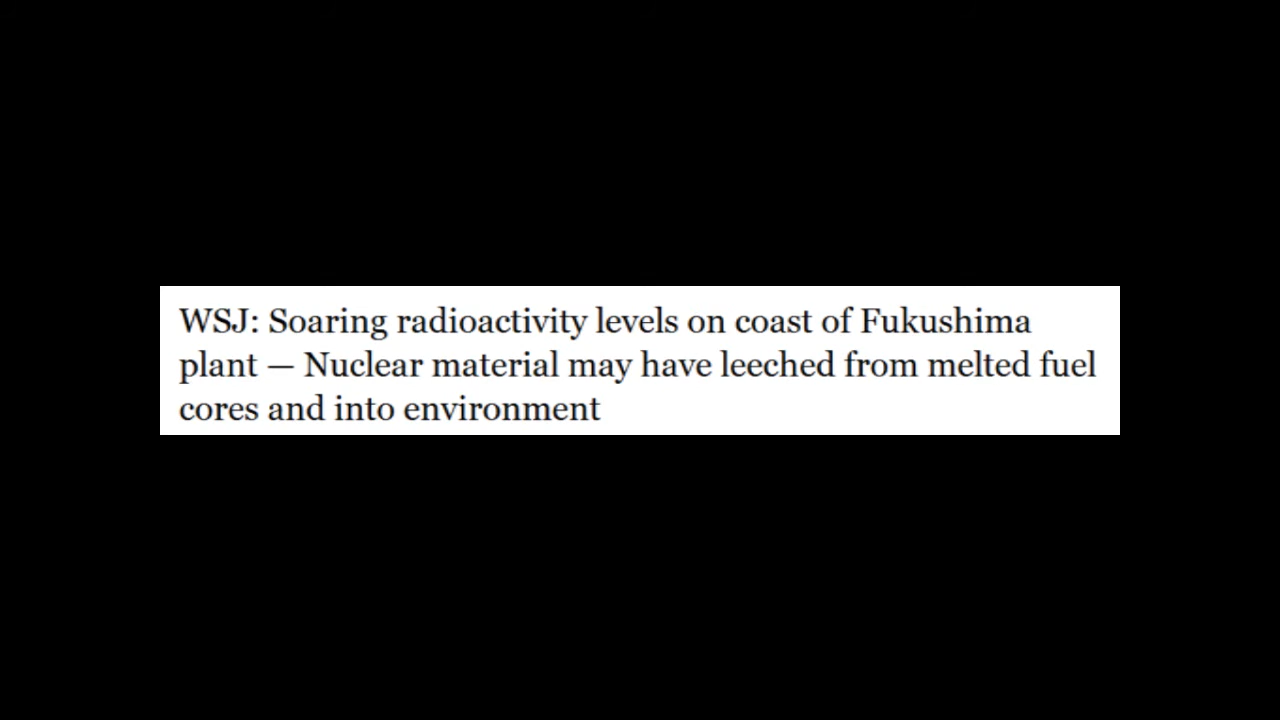 WSJ: Soaring radioactivity levels on coast of Fukushima
plant — Nuclear material may have leeched from melted fuel
cores and into environment